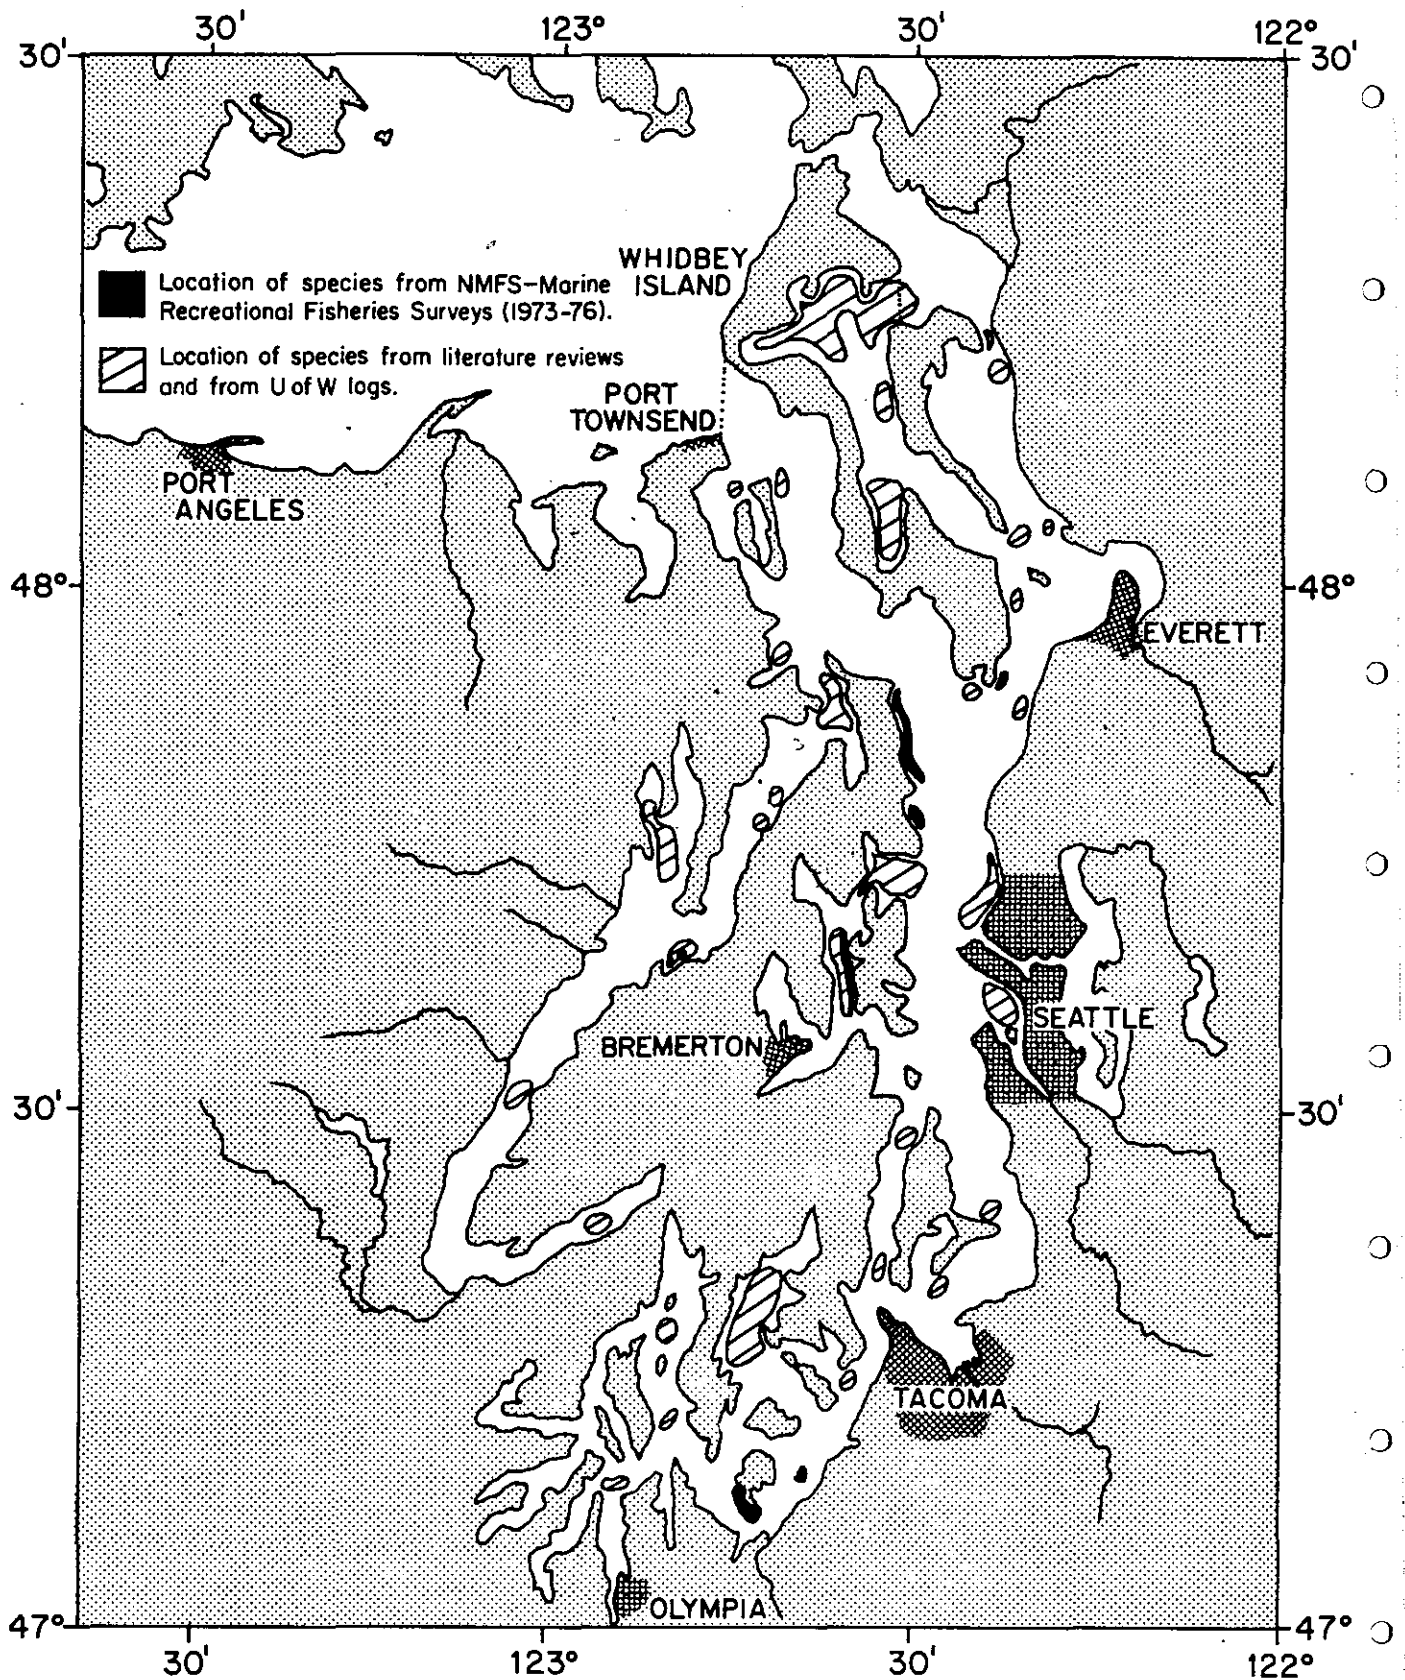 30' 123° 30' 122°
30' 30'
WHIDBEY
ISLAND
Location of species from NMFS-Marine
Recreational Fisheries Surveys (1973-76).
Location of species from literature reviews
and from U of W logs.
PORT
TOWNSEND
PORT
ANGELES
48° 48°
EVERETT
SEATTLE
BREMERTON
30' 30'
TACOMA
OLYMPIA
47° 47°
30' 123° 30' 122°